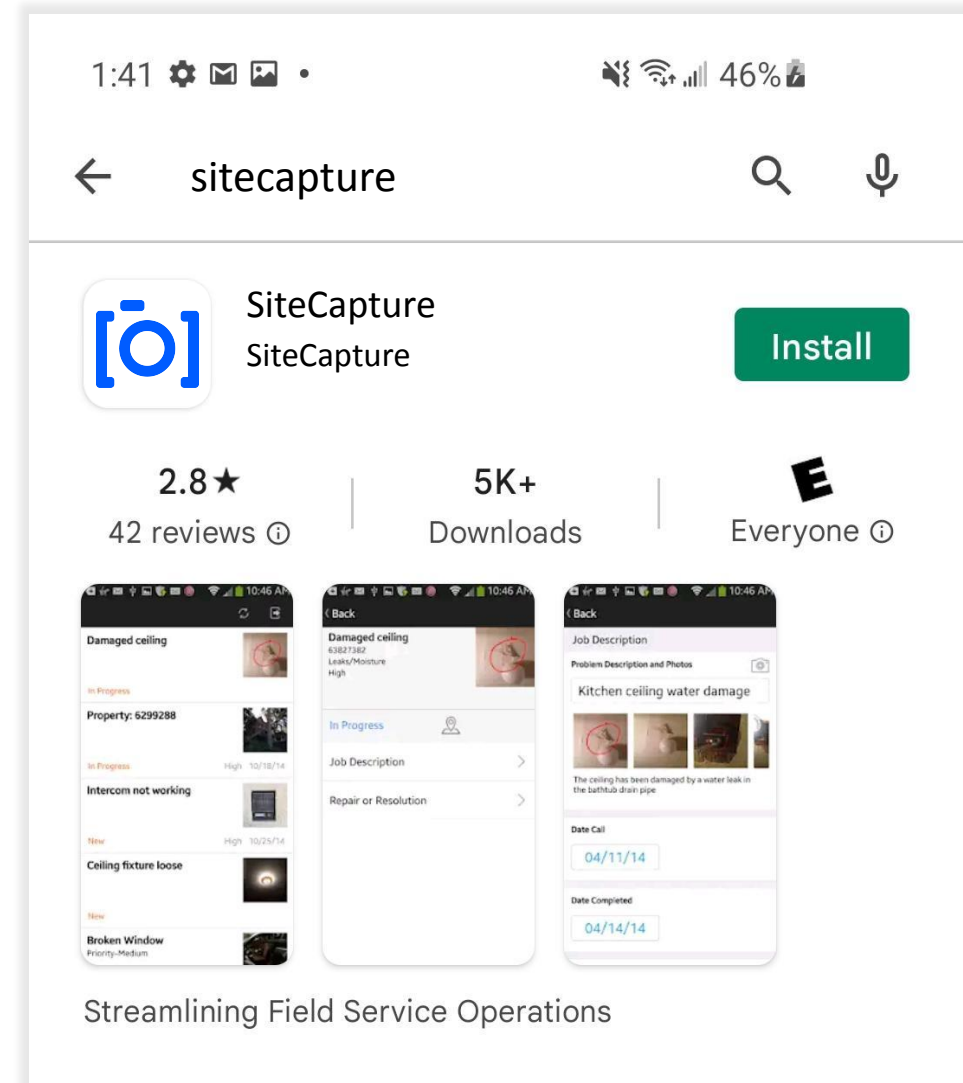 1:41
46%
sitecapture
SiteCapture
SiteCapture
Install
2.8★
42 reviews
5K+
Downloads
E
Everyone
10:46 AM
Damaged ceiling
In Progress
Property: 6299288
In Progress High 10/18/14
Intercom not working
New High 10/25/14
Ceiling fixture loose
New
Broken Window
Priority-Medium
10:46 AM
Back
Damaged ceiling
63827382
Leaks/Moisture
High
In Progress
Job Description
Repair or Resolution
10:46 AM
Back
Job Description
Problem Description and Photos
Kitchen ceiling water damage
The ceiling has been damaged by a water leak in
the bathtub drain pipe
Date Call
04/11/14
Date Completed
04/14/14
Streamlining Field Service Operations